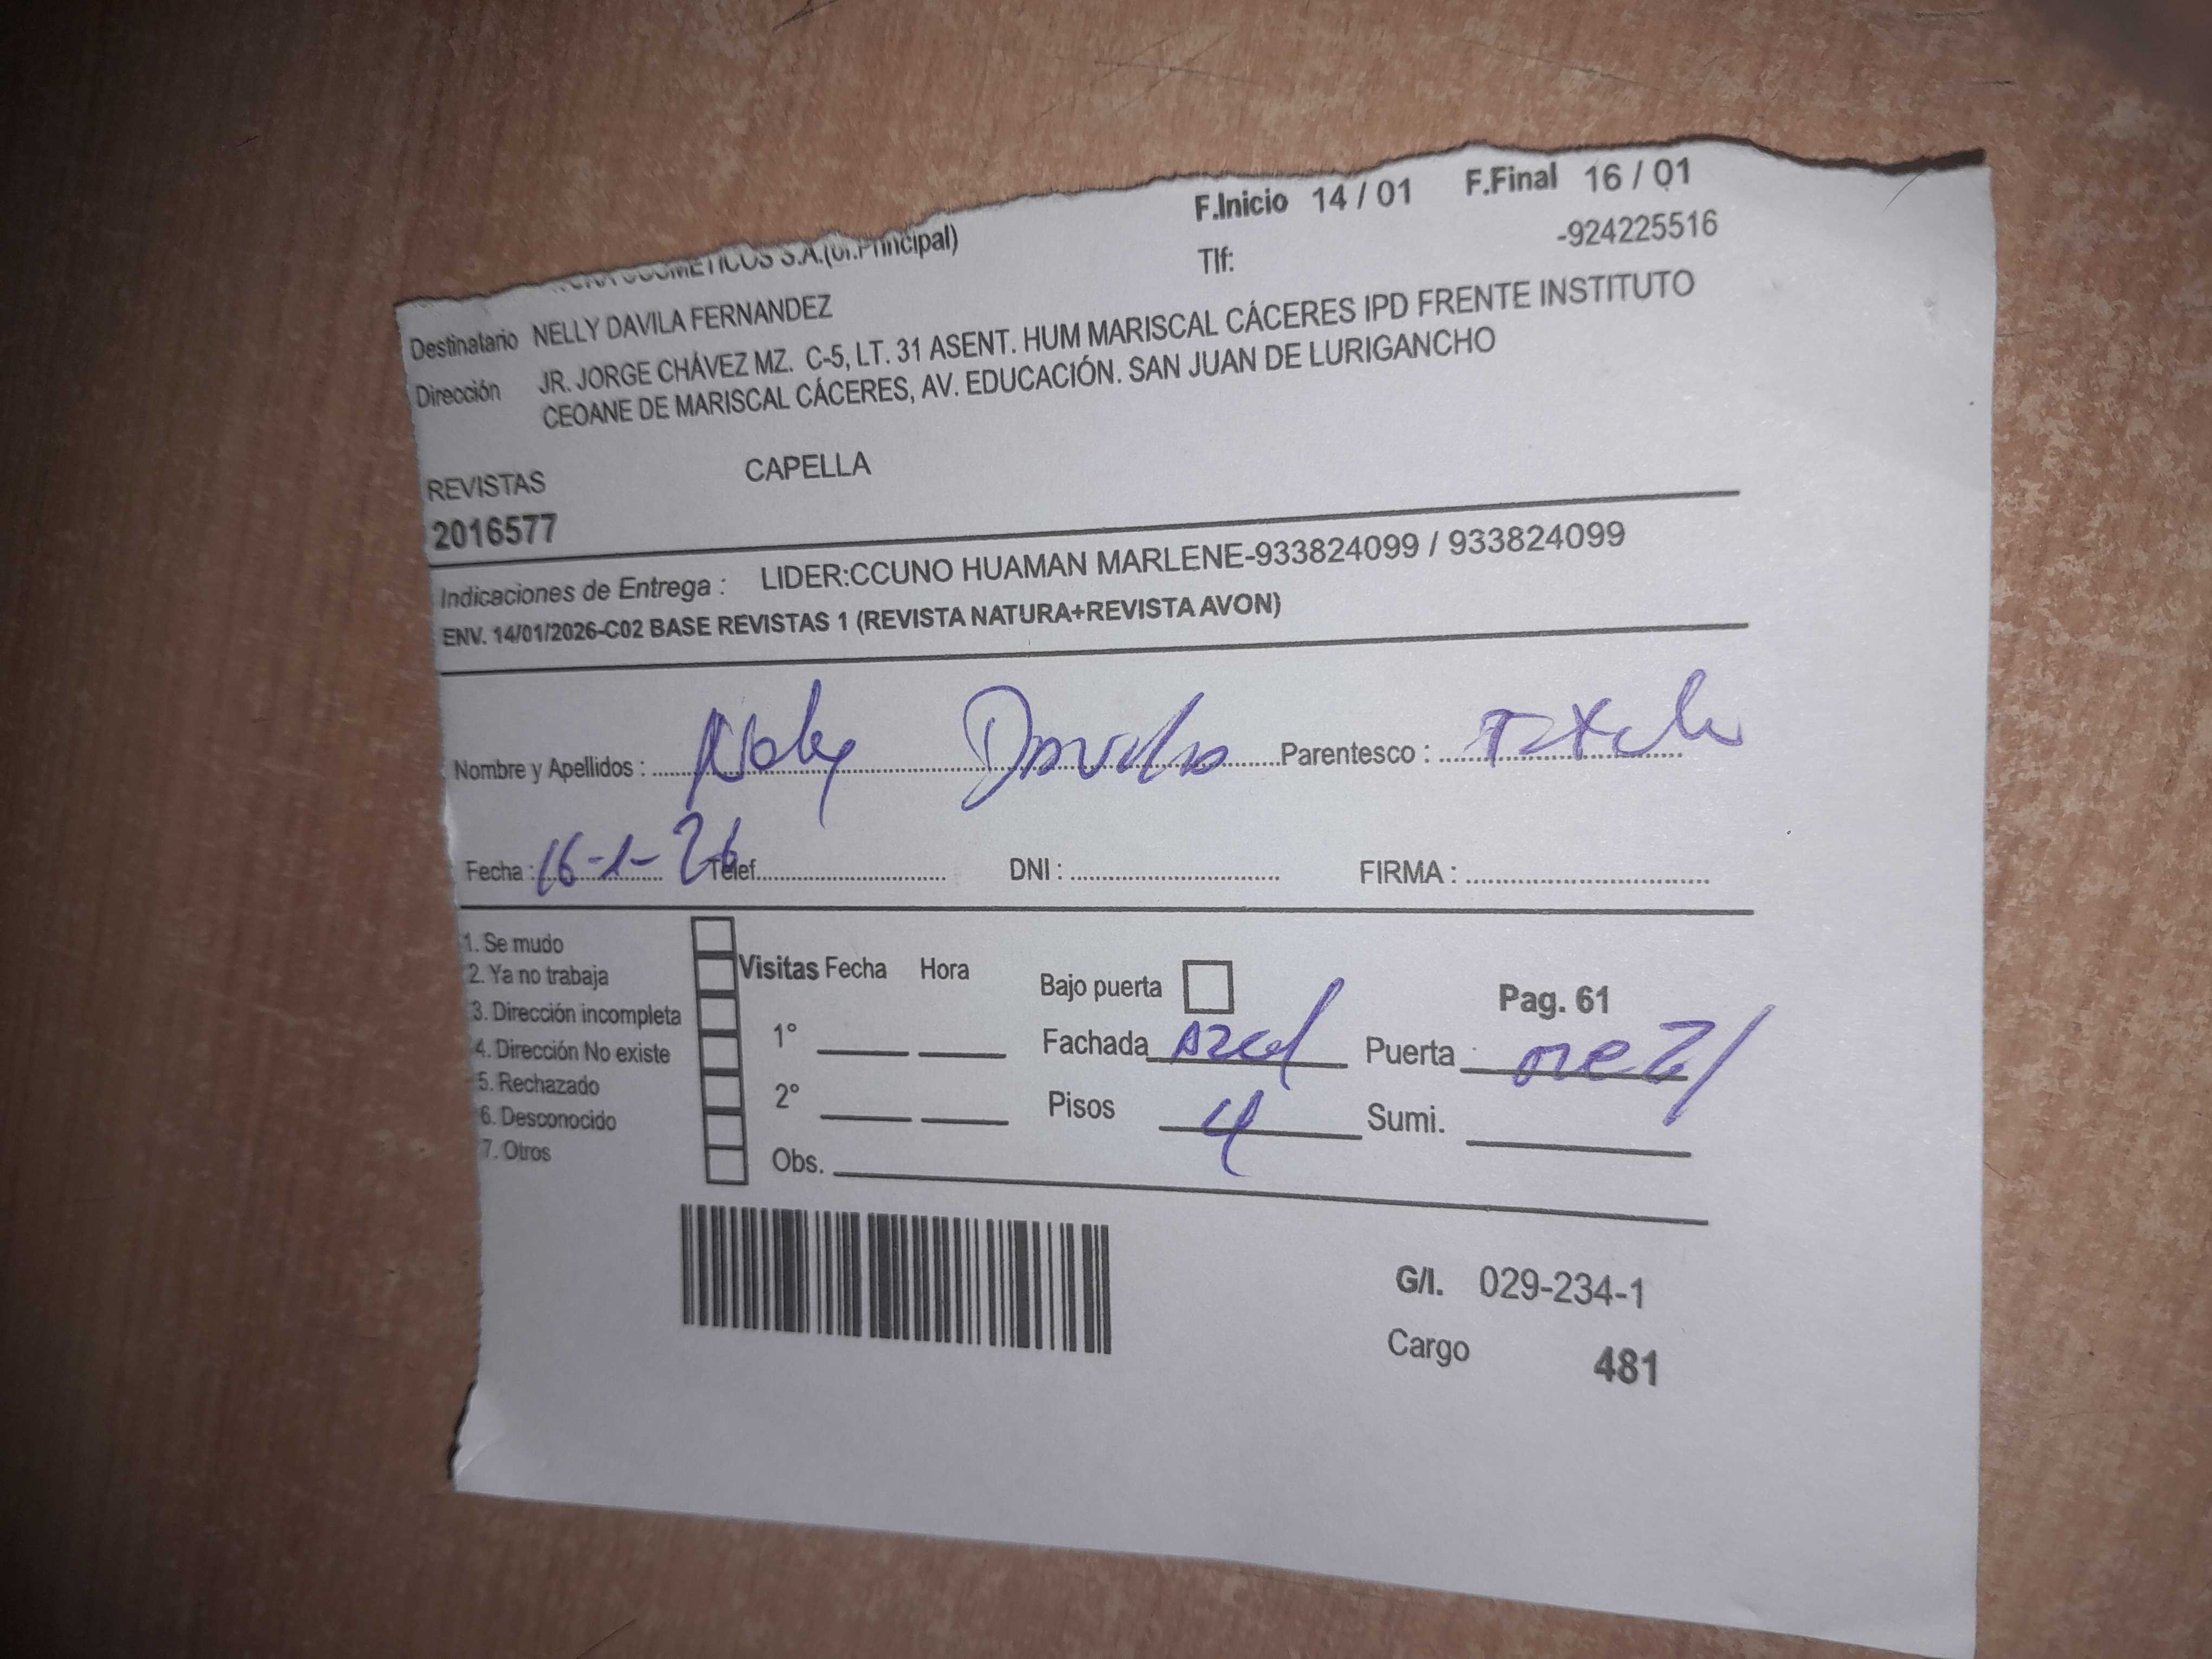 F.Inicio 14 / 01 F.Final 16 / 01
COSMETICOS S.A.(of.Principal) Tlf: -924225516
Destinatario NELLY DAVILA FERNANDEZ
Dirección JR. JORGE CHÁVEZ MZ. C-5, LT. 31 ASENT. HUM MARISCAL CÁCERES IPD FRENTE INSTITUTO
CEOANE DE MARISCAL CÁCERES, AV. EDUCACIÓN. SAN JUAN DE LURIGANCHO
REVISTAS CAPELLA
2016577
Indicaciones de Entrega : LIDER:CCUNO HUAMAN MARLENE-933824099 / 933824099
ENV. 14/01/2026-C02 BASE REVISTAS 1 (REVISTA NATURA+REVISTA AVON)
Nombre y Apellidos : Nely Davila Parentesco :
Fecha : 16-1-26 Telef. DNI : FIRMA :
1. Se mudo
2. Ya no trabaja Visitas Fecha Hora Bajo puerta Pag. 61
3. Dirección incompleta 1° Fachada Azul Puerta
4. Dirección No existe
5. Rechazado 2° Pisos 4 Sumi.
6. Desconocido
7. Otros Obs.
G/I. 029-234-1
Cargo 481